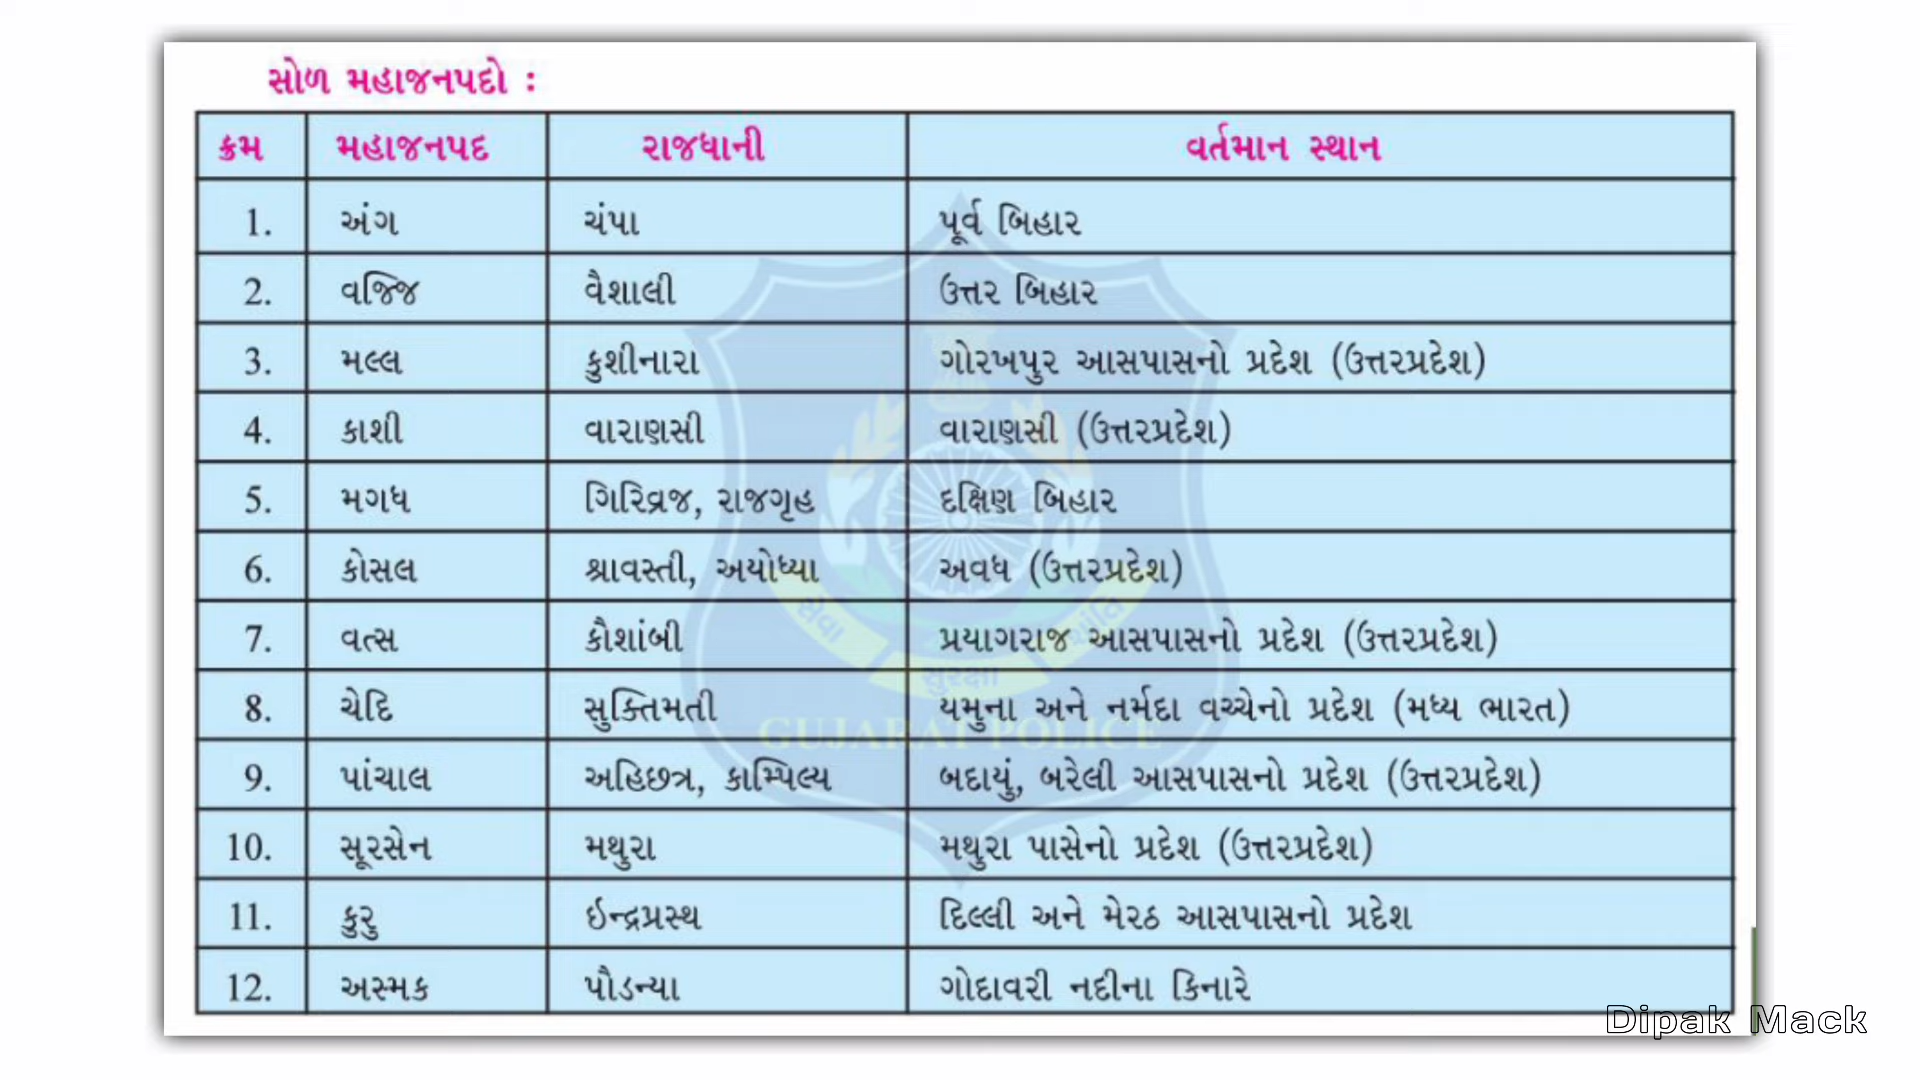 સોળ મહાજનપદો :
ક્રમ મહાજનપદ રાજધાની વર્તમાન સ્થાન
1. અંગ ચંપા પૂર્વ બિહાર
2. વજ્જિ વૈશાલી ઉત્તર બિહાર
3. મલ્લ કુશીનારા ગોરખપુર આસપાસનો પ્રદેશ (ઉત્તરપ્રદેશ)
4. કાશી વારાણસી વારાણસી (ઉત્તરપ્રદેશ)
5. મગધ ગિરિવ્રજ, રાજગૃહ દક્ષિણ બિહાર
6. કોસલ શ્રાવસ્તી, અયોધ્યા અવધ (ઉત્તરપ્રદેશ)
7. વત્સ કૌશાંબી પ્રયાગરાજ આસપાસનો પ્રદેશ (ઉત્તરપ્રદેશ)
8. ચેદિ સુક્તિમતી યમુના અને નર્મદા વચ્ચેનો પ્રદેશ (મધ્ય ભારત)
9. પાંચાલ અહિછત્ર, કામ્પિલ્ય બદાયું, બરેલી આસપાસનો પ્રદેશ (ઉત્તરપ્રદેશ)
10. સૂરસેન મથુરા મથુરા પાસેનો પ્રદેશ (ઉત્તરપ્રદેશ)
11. કુરુ ઇન્દ્રપ્રસ્થ દિલ્લી અને મેરઠ આસપાસનો પ્રદેશ
12. અસ્મક પૌડન્યા ગોદાવરી નદીના કિનારે
સેવા સુરક્ષા શાંતિ
GUJARAT POLICE
Dipak Mack